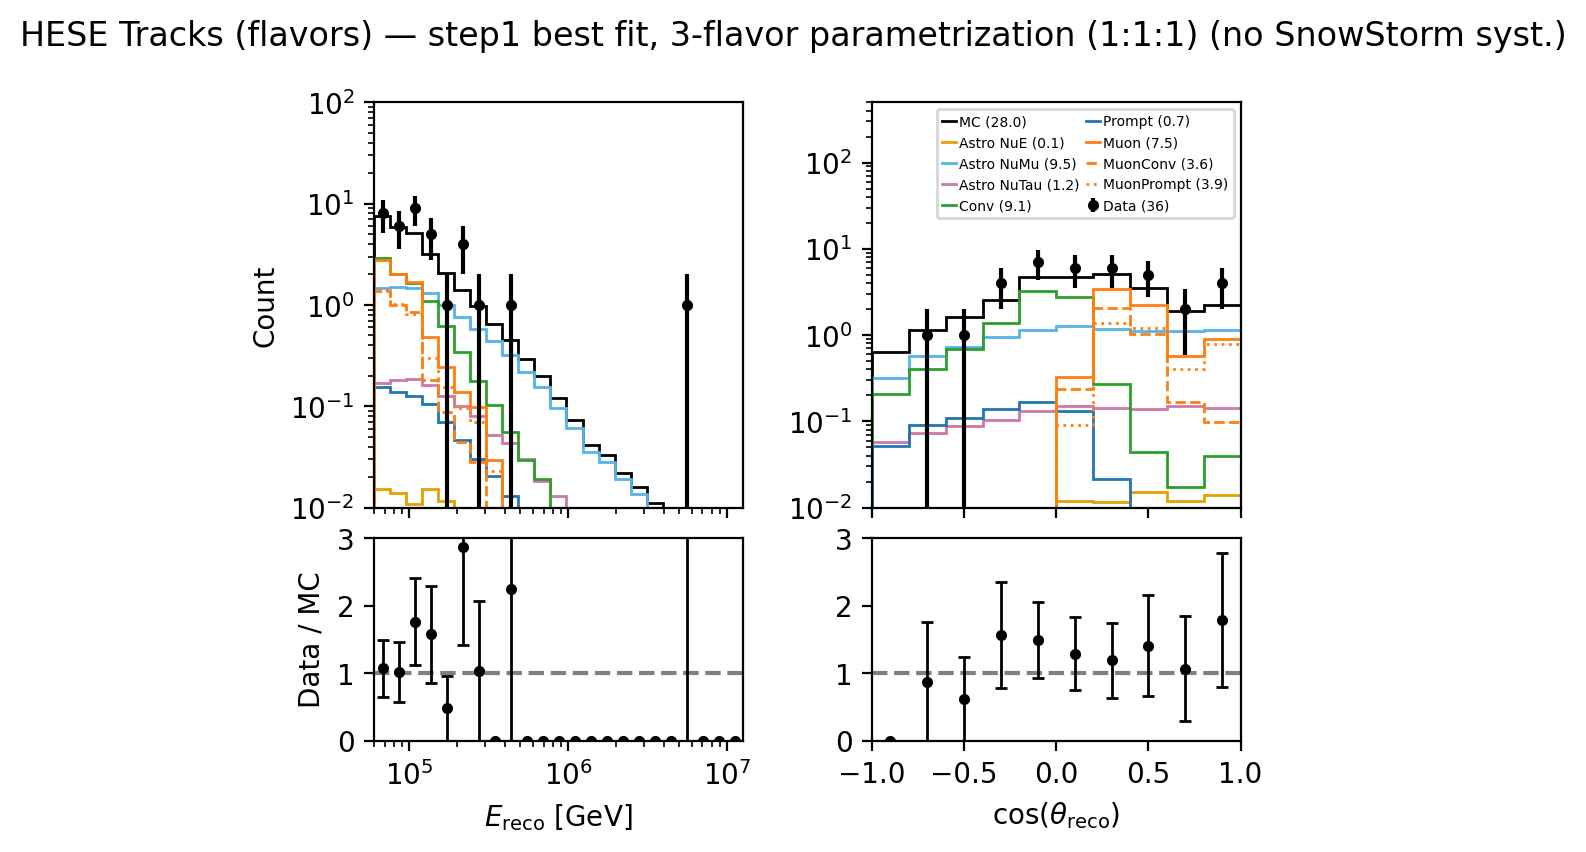 HESE Tracks (flavors) — step1 best fit, 3-flavor parametrization (1:1:1) (no SnowStorm syst.)
Count
10²
10¹
10⁰
10⁻¹
10⁻²
10²
10¹
10⁰
10⁻¹
10⁻²
MC (28.0)
Astro NuE (0.1)
Astro NuMu (9.5)
Astro NuTau (1.2)
Conv (9.1)
Prompt (0.7)
Muon (7.5)
MuonConv (3.6)
MuonPrompt (3.9)
Data (36)
Data / MC
3
2
1
0
10⁵ 10⁶ 10⁷
E_reco [GeV]
3
2
1
0
−1.0 −0.5 0.0 0.5 1.0
cos(θ_reco)